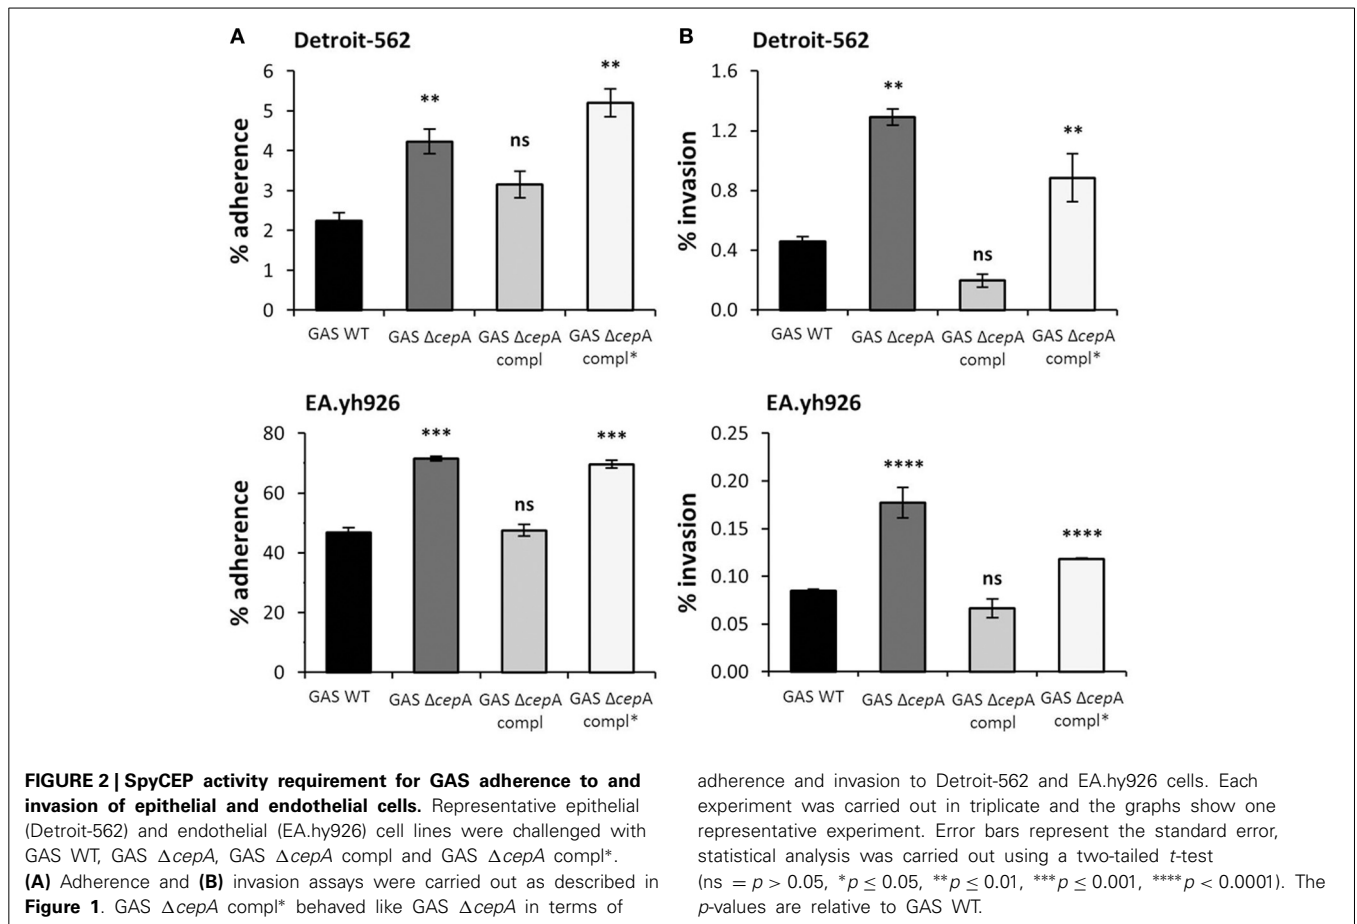 A
Detroit-562
% adherence
6
5
4
3
2
1
0
**
ns
**
GAS WT
GAS ΔcepA
GAS ΔcepA
compl
GAS ΔcepA
compl*
B
Detroit-562
% invasion
1.6
1.2
0.8
0.4
0.0
**
ns
**
GAS WT
GAS ΔcepA
GAS ΔcepA
compl
GAS ΔcepA
compl*
EA.yh926
% adherence
80
60
40
20
0
***
ns
***
GAS WT
GAS ΔcepA
GAS ΔcepA
compl
GAS ΔcepA
compl*
EA.yh926
% invasion
0.25
0.20
0.15
0.10
0.05
0.00
****
ns
****
GAS WT
GAS ΔcepA
GAS ΔcepA
compl
GAS ΔcepA
compl*
FIGURE 2 | SpyCEP activity requirement for GAS adherence to and
invasion of epithelial and endothelial cells. Representative epithelial
(Detroit-562) and endothelial (EA.hy926) cell lines were challenged with
GAS WT, GAS ΔcepA, GAS ΔcepA compl and GAS ΔcepA compl*.
(A) Adherence and (B) invasion assays were carried out as described in
Figure 1. GAS ΔcepA compl* behaved like GAS ΔcepA in terms of
adherence and invasion to Detroit-562 and EA.hy926 cells. Each
experiment was carried out in triplicate and the graphs show one
representative experiment. Error bars represent the standard error,
statistical analysis was carried out using a two-tailed t-test
(ns = p > 0.05, *p ≤ 0.05, **p ≤ 0.01, ***p ≤ 0.001, ****p < 0.0001). The
p-values are relative to GAS WT.